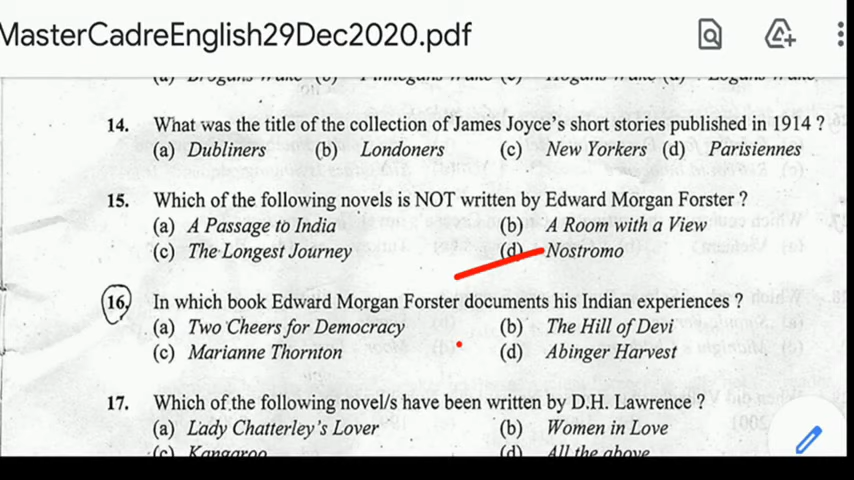 MasterCadreEnglish29Dec2020.pdf
14. What was the title of the collection of James Joyce's short stories published in 1914 ?
(a) Dubliners (b) Londoners (c) New Yorkers (d) Parisiennes
15. Which of the following novels is NOT written by Edward Morgan Forster ?
(a) A Passage to India (b) A Room with a View
(c) The Longest Journey (d) Nostromo
16. In which book Edward Morgan Forster documents his Indian experiences ?
(a) Two Cheers for Democracy (b) The Hill of Devi
(c) Marianne Thornton (d) Abinger Harvest
17. Which of the following novel/s have been written by D.H. Lawrence ?
(a) Lady Chatterley's Lover (b) Women in Love
(c) Kangaroo (d) All the above